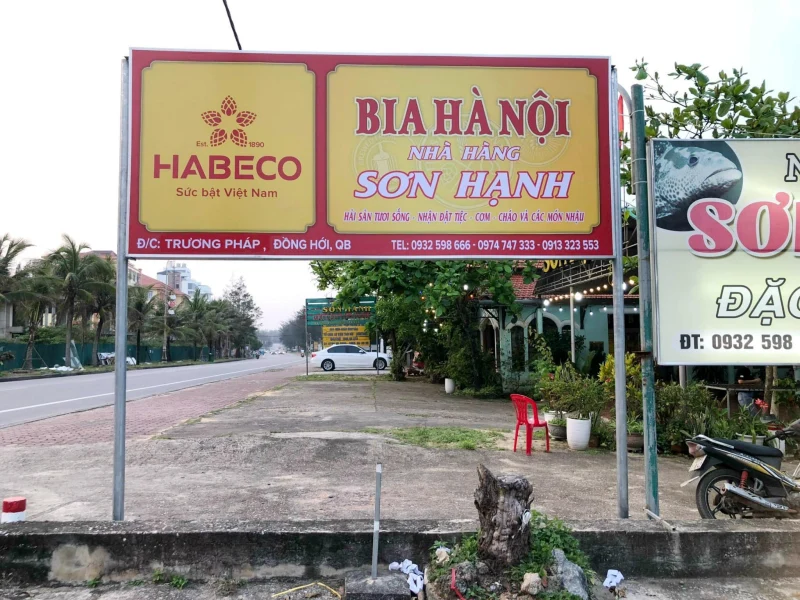 Est. 1890
HABECO
Sức bật Việt Nam
BIA HÀ NỘI
NHÀ HÀNG
SƠN HẠNH
HẢI SẢN TƯƠI SỐNG - NHẬN ĐẶT TIỆC - CƠM - CHÁO VÀ CÁC MÓN NHẬU
Đ/C: TRƯƠNG PHÁP, ĐỒNG HỚI, QB
TEL: 0932 598 666 - 0974 747 333 - 0913 323 553
SƠN HẠNH
N
SƠ
ĐẶC
ĐT: 0932 598